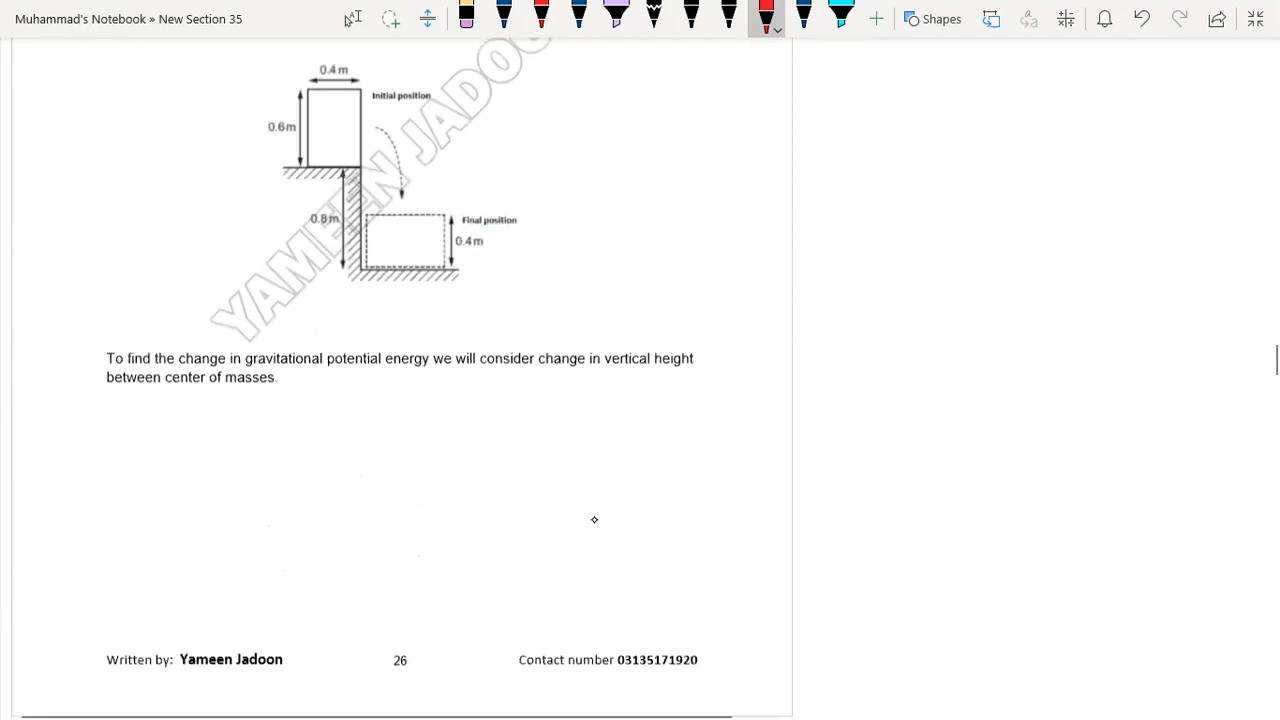 Muhammad's Notebook » New Section 35
Shapes
0.4 m
Initial position
0.6 m
0.8 m
Final position
0.4 m
YAMEEN JADOO
To find the change in gravitational potential energy we will consider change in vertical height
between center of masses.
Written by: Yameen Jadoon 26 Contact number 03135171920